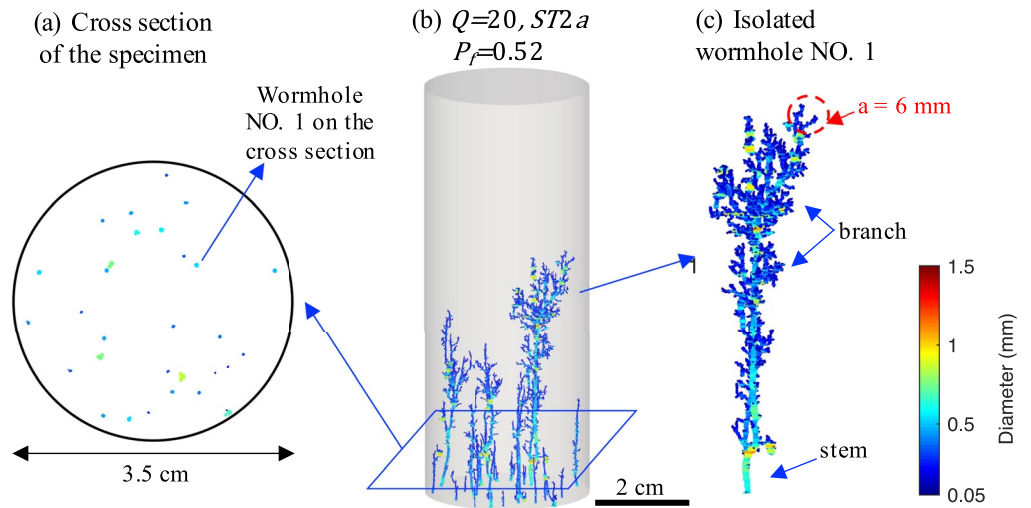 (a) Cross section
of the specimen
Wormhole
NO. 1 on the
cross section
3.5 cm
(b) Q=20, ST2a
P_f=0.52
2 cm
1
(c) Isolated
wormhole NO. 1
a = 6 mm
branch
stem
1.5
1
0.5
0.05
Diameter (mm)